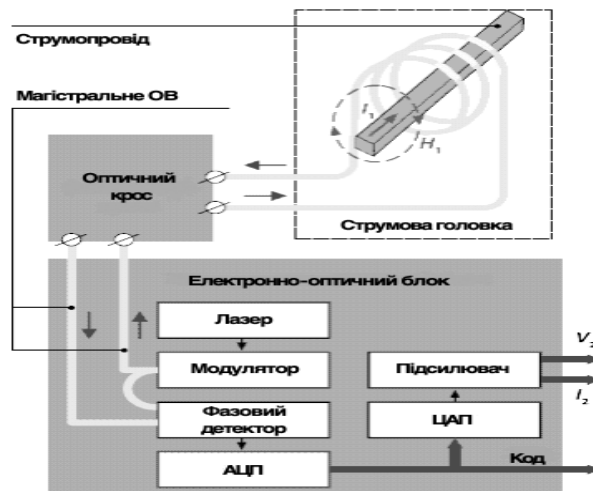 Струмопровід
Магістральне ОВ
I₁
H₁
Оптичний
крос
Струмова головка
Електронно-оптичний блок
Лазер
Модулятор
Підсилювач
V₂
I₂
Фазовий
детектор
ЦАП
АЦП
Код